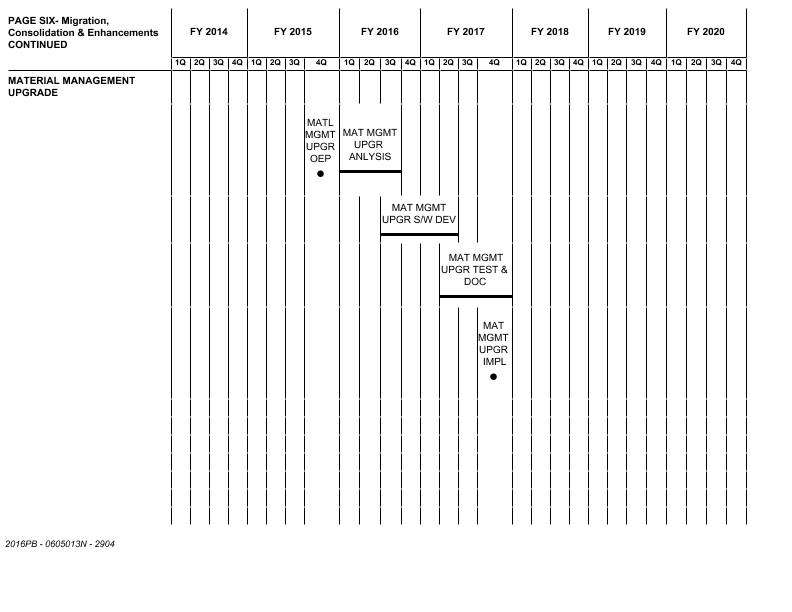 PAGE SIX- Migration,
Consolidation & Enhancements
CONTINUED
FY 2014 FY 2015 FY 2016 FY 2017 FY 2018 FY 2019 FY 2020
1Q 2Q 3Q 4Q 1Q 2Q 3Q 4Q 1Q 2Q 3Q 4Q 1Q 2Q 3Q 4Q 1Q 2Q 3Q 4Q 1Q 2Q 3Q 4Q 1Q 2Q 3Q 4Q
MATERIAL MANAGEMENT
UPGRADE
MATL
MGMT
UPGR
OEP
MAT MGMT
UPGR
ANLYSIS
MAT MGMT
UPGR S/W DEV
MAT MGMT
UPGR TEST &
DOC
MAT
MGMT
UPGR
IMPL
2016PB - 0605013N - 2904